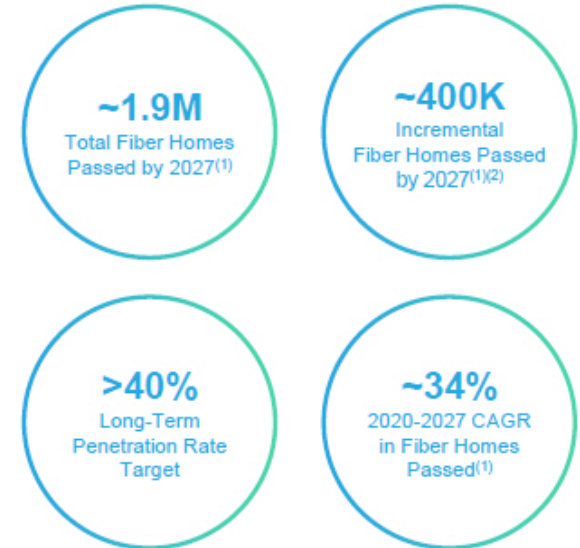 ~1.9M
Total Fiber Homes
Passed by 2027(1)
~400K
Incremental
Fiber Homes Passed
by 2027(1)(2)
>40%
Long-Term
Penetration Rate
Target
~34%
2020-2027 CAGR
in Fiber Homes
Passed(1)